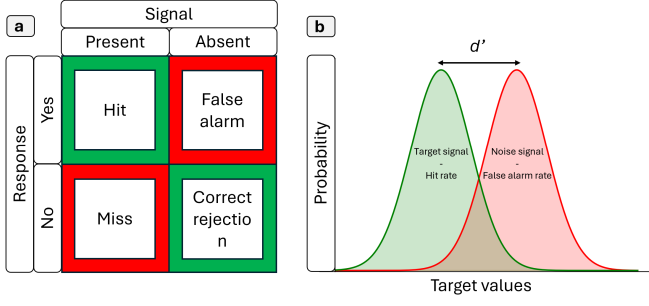 a
Signal
Present
Absent
Response
Yes
Hit
False
alarm
No
Miss
Correct
rejectio
n
b
d’
Probability
Target signal
-
Hit rate
Noise signal
-
False alarm rate
Target values